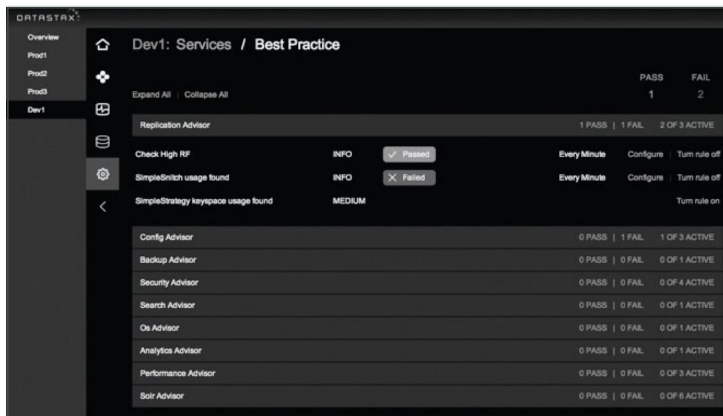 DATASTAX
Overview
Prod1
Prod2
Prod3
Dev1
Dev1: Services / Best Practice
PASS FAIL
1 2
Expand All | Collapse All
Replication Advisor 1 PASS | 1 FAIL 2 OF 3 ACTIVE
Check High RF INFO Passed Every Minute Configure | Turn rule off
SimpleSnitch usage found INFO Failed Every Minute Configure | Turn rule off
SimpleStrategy keyspace usage found MEDIUM Turn rule on
Config Advisor 0 PASS | 1 FAIL 1 OF 3 ACTIVE
Backup Advisor 0 PASS | 0 FAIL 0 OF 1 ACTIVE
Security Advisor 0 PASS | 0 FAIL 0 OF 4 ACTIVE
Search Advisor 0 PASS | 0 FAIL 0 OF 1 ACTIVE
Os Advisor 0 PASS | 0 FAIL 0 OF 1 ACTIVE
Analytics Advisor 0 PASS | 0 FAIL 0 OF 1 ACTIVE
Performance Advisor 0 PASS | 0 FAIL 0 OF 3 ACTIVE
Solr Advisor 0 PASS | 0 FAIL 0 OF 6 ACTIVE